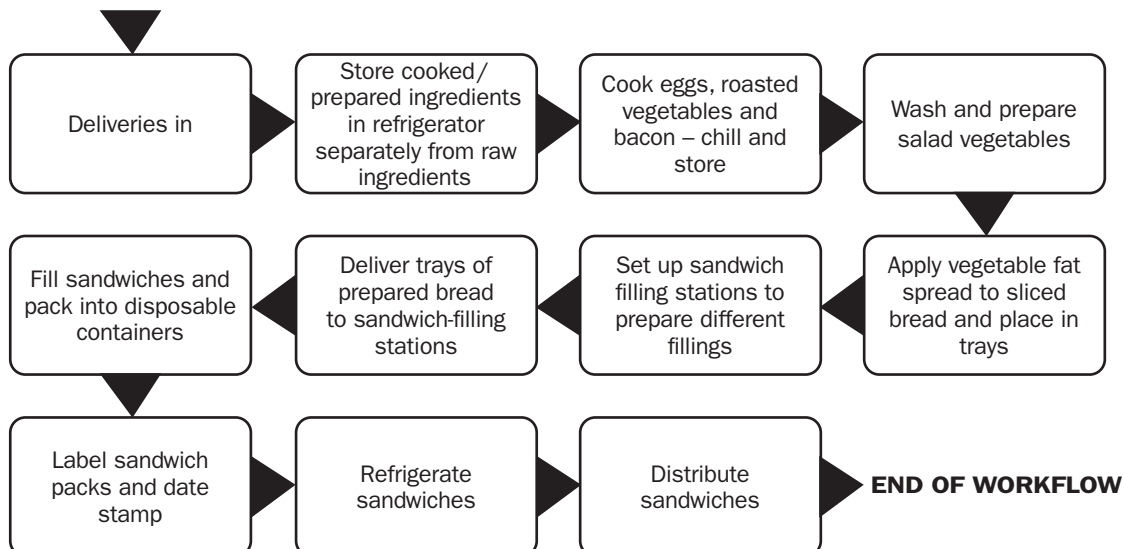 Deliveries in
Store cooked/
prepared ingredients
in refrigerator
separately from raw
ingredients
Cook eggs, roasted
vegetables and
bacon – chill and
store
Wash and prepare
salad vegetables
Apply vegetable fat
spread to sliced
bread and place in
trays
Set up sandwich
filling stations to
prepare different
fillings
Deliver trays of
prepared bread
to sandwich-filling
stations
Fill sandwiches and
pack into disposable
containers
Label sandwich
packs and date
stamp
Refrigerate
sandwiches
Distribute
sandwiches
END OF WORKFLOW